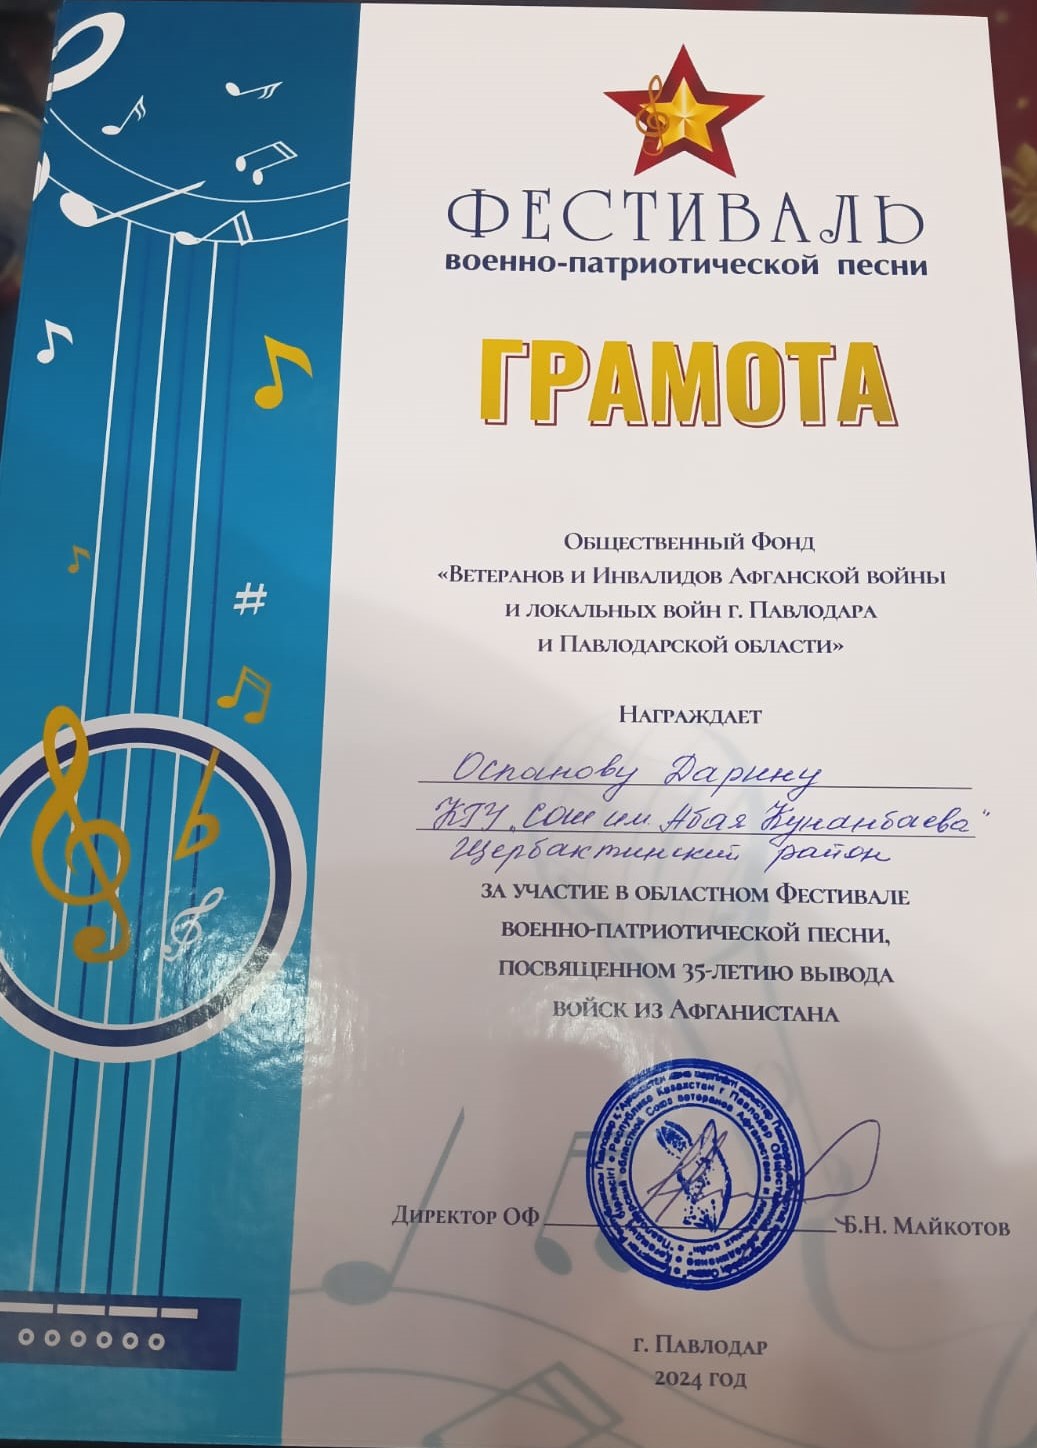 ФЕСТИВАЛЬ
военно-патриотической песни
ГРАМОТА
Общественный Фонд
«Ветеранов и Инвалидов Афганской войны
и локальных войн г. Павлодара
и Павлодарской области»
Награждает
Оспанову Дарину
КГУ „СОШ им. Абая Кунанбаева"
Щербактинский район
за участие в областном Фестивале
военно-патриотической песни,
посвященном 35-летию вывода
войск из Афганистана
Директор ОФ
Б.Н. Майкотов
г. Павлодар
2024 год